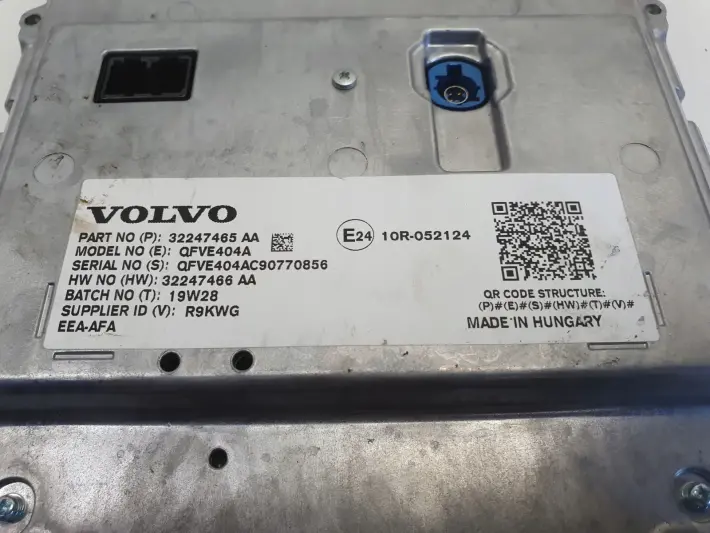 VOLVO
PART NO (P): 32247465 AA
MODEL NO (E): QFVE404A
SERIAL NO (S): QFVE404AC90770856
HW NO (HW): 32247466 AA
BATCH NO (T): 19W28
SUPPLIER ID (V): R9KWG
EEA-AFA
E24 10R-052124
QR CODE STRUCTURE:
(P)#(E)#(S)#(HW)#(T)#(V)#
MADE IN HUNGARY